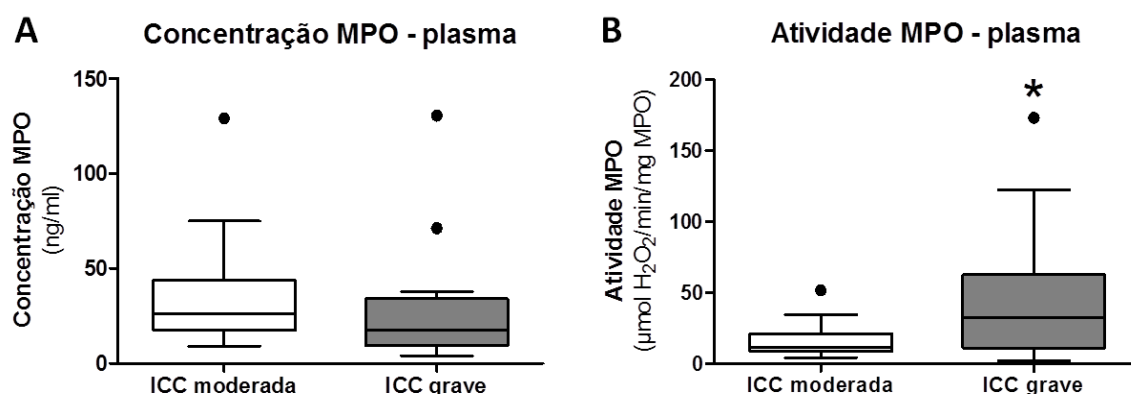 A
Concentração MPO - plasma
Concentração MPO
(ng/ml)
150
100
50
0
ICC moderada
ICC grave
B
Atividade MPO - plasma
Atividade MPO
(µmol H₂O₂/min/mg MPO)
200
150
100
50
0
*
ICC moderada
ICC grave